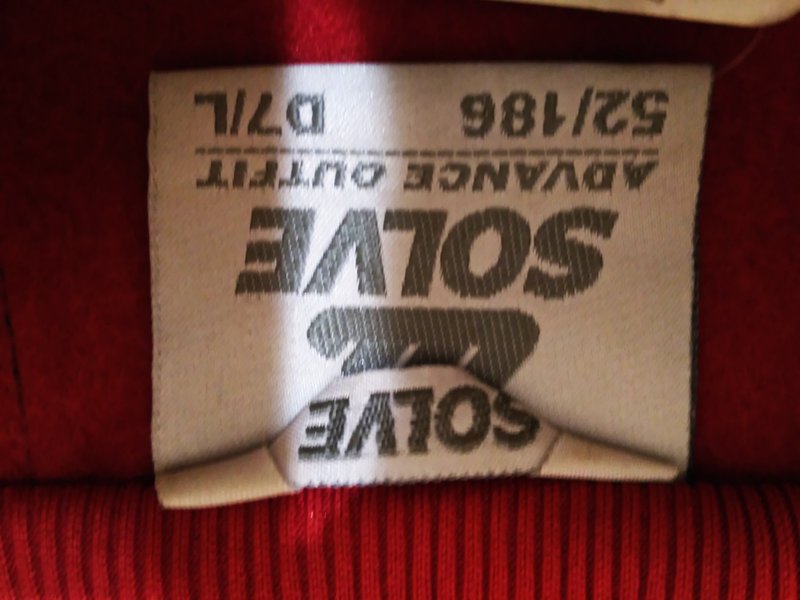 SOLVE
SOLVE
ADVANCE OUTFIT
52/186 D7/L